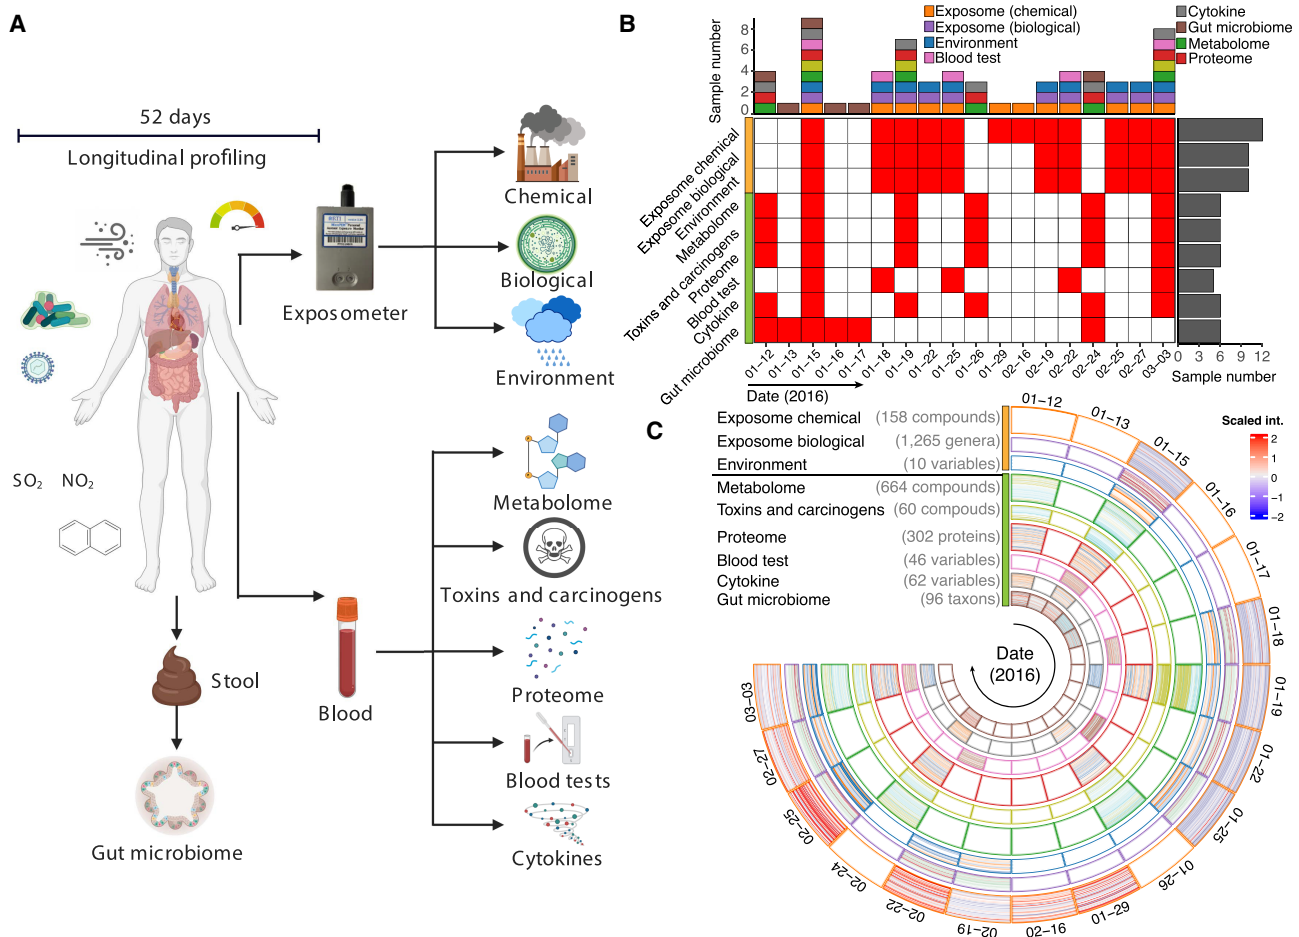 A
52 days
Longitudinal profiling
Exposometer
Chemical
Biological
Environment
SO₂ NO₂
Metabolome
Toxins and carcinogens
Proteome
Blood tests
Cytokines
Blood
Stool
Gut microbiome
B
Exposome (chemical)
Exposome (biological)
Environment
Blood test
Cytokine
Gut microbiome
Metabolome
Proteome
Sample number
8
6
4
2
0
Exposome chemical
Exposome biological
Environment
Metabolome
Toxins and carcinogens
Proteome
Blood test
Cytokine
Gut microbiome
01-12 01-13 01-15 01-16 01-17 01-18 01-19 01-22 01-25 01-26 01-29 02-16 02-19 02-22 02-24 02-25 02-27 03-03
Date (2016)
0 3 6 9 12
Sample number
C
Exposome chemical (158 compounds)
Exposome biological (1,265 genera)
Environment (10 variables)
Metabolome (664 compounds)
Toxins and carcinogens (60 compouds)
Proteome (302 proteins)
Blood test (46 variables)
Cytokine (62 variables)
Gut microbiome (96 taxons)
01-12
01-13
01-15
01-16
01-17
01-18
01-19
01-22
01-25
01-26
01-29
02-16
02-19
02-22
02-24
02-25
02-27
03-03
Date
(2016)
Scaled int.
2
1
0
−1
−2